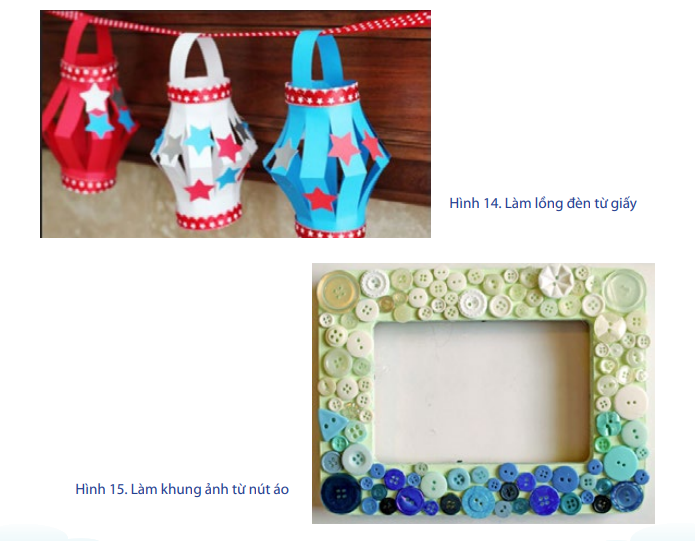 Hình 14. Làm lồng đèn từ giấy
Hình 15. Làm khung ảnh từ nút áo